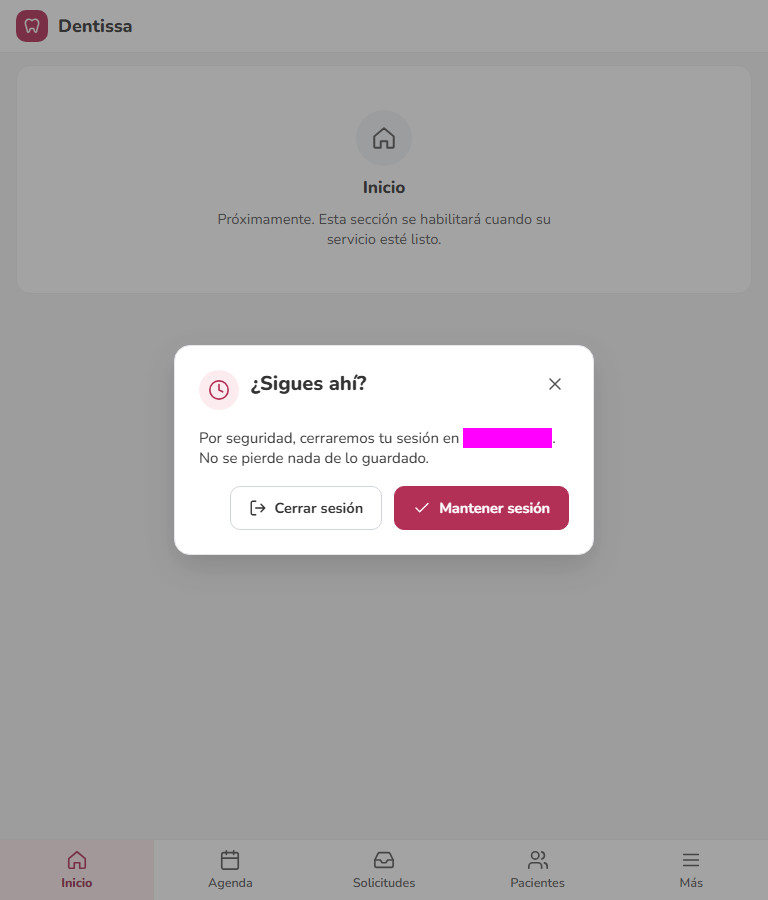 Dentissa
Inicio
Próximamente. Esta sección se habilitará cuando su
servicio esté listo.
¿Sigues ahí?
Por seguridad, cerraremos tu sesión en .
No se pierde nada de lo guardado.
Cerrar sesión
Mantener sesión
Inicio
Agenda
Solicitudes
Pacientes
Más